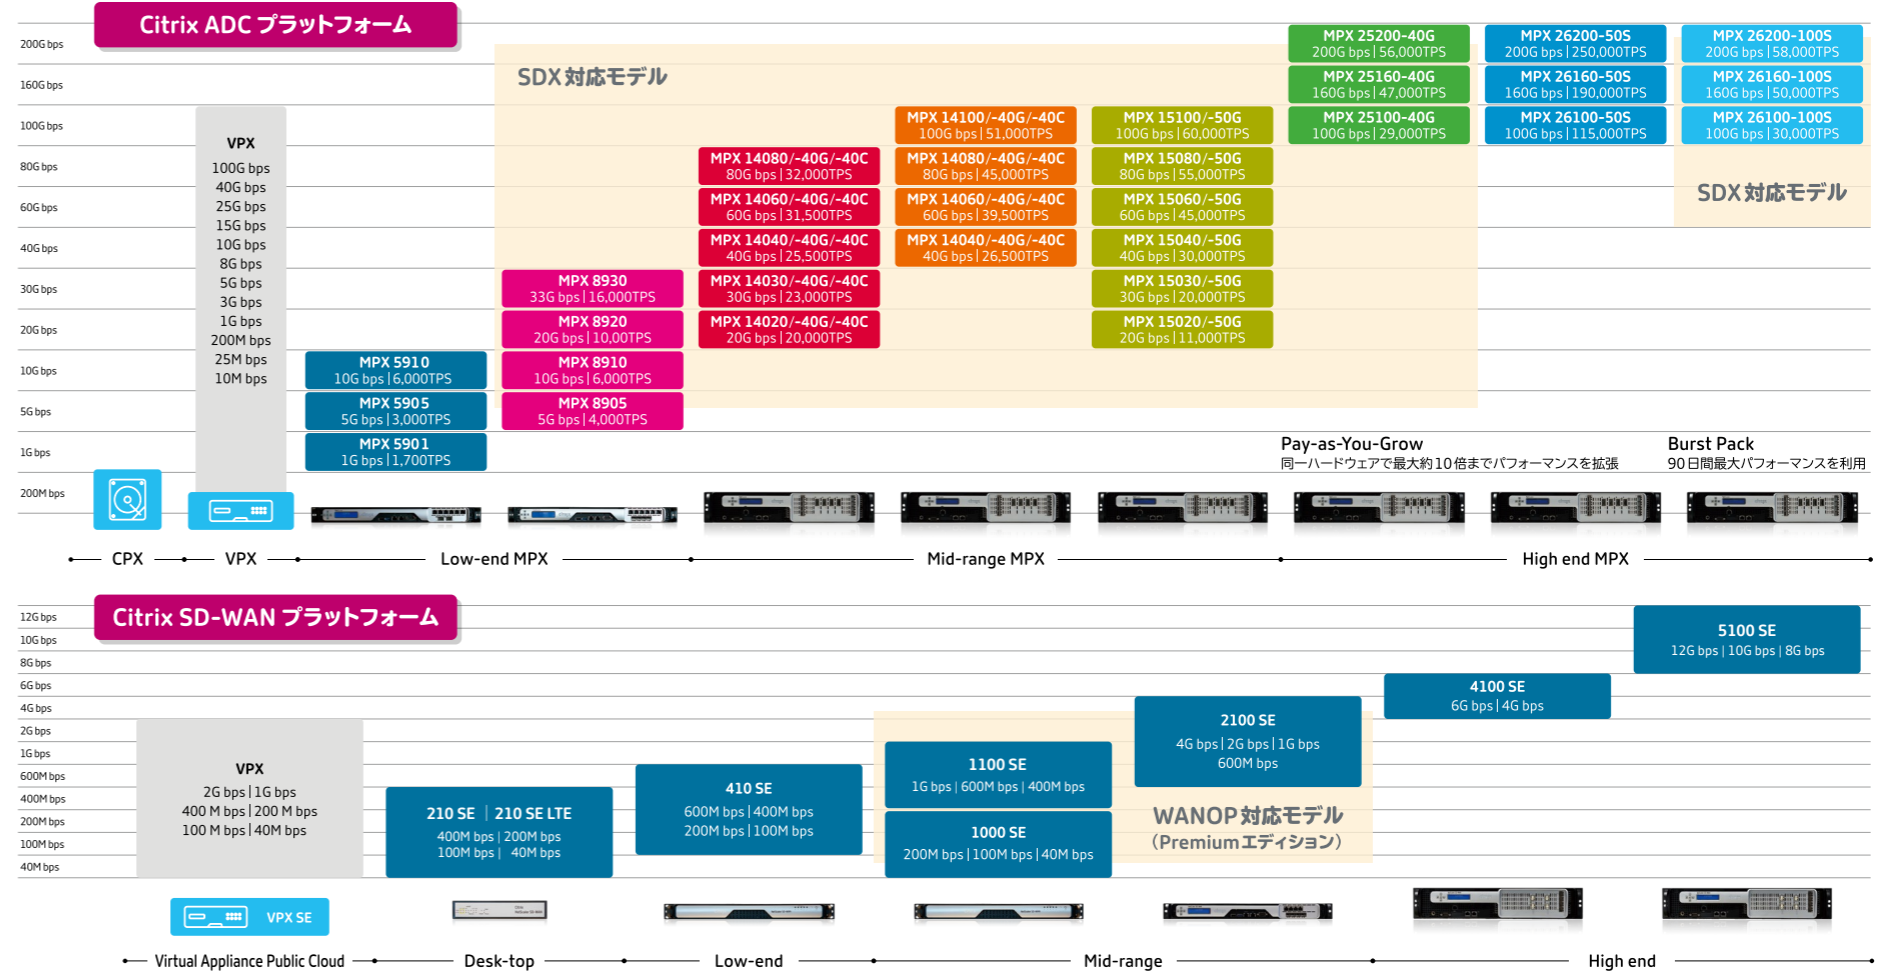 Citrix ADC プラットフォーム
200G bps
160G bps
100G bps
80G bps
60G bps
40G bps
30G bps
20G bps
10G bps
5G bps
1G bps
200M bps
VPX
100G bps
40G bps
25G bps
15G bps
10G bps
8G bps
5G bps
3G bps
1G bps
200M bps
25M bps
10M bps
MPX 5910
10G bps | 6,000TPS
MPX 5905
5G bps | 3,000TPS
MPX 5901
1G bps | 1,700TPS
SDX 対応モデル
MPX 8930
33G bps | 16,000TPS
MPX 8920
20G bps | 10,00TPS
MPX 8910
10G bps | 6,000TPS
MPX 8905
5G bps | 4,000TPS
MPX 14080/-40G/-40C
80G bps | 32,000TPS
MPX 14060/-40G/-40C
60G bps | 31,500TPS
MPX 14040/-40G/-40C
40G bps | 25,500TPS
MPX 14030/-40G/-40C
30G bps | 23,000TPS
MPX 14020/-40G/-40C
20G bps | 20,000TPS
MPX 14100/-40G/-40C
100G bps | 51,000TPS
MPX 14080/-40G/-40C
80G bps | 45,000TPS
MPX 14060/-40G/-40C
60G bps | 39,500TPS
MPX 14040/-40G/-40C
40G bps | 26,500TPS
MPX 15100/-50G
100G bps | 60,000TPS
MPX 15080/-50G
80G bps | 55,000TPS
MPX 15060/-50G
60G bps | 45,000TPS
MPX 15040/-50G
40G bps | 30,000TPS
MPX 15030/-50G
30G bps | 20,000TPS
MPX 15020/-50G
20G bps | 11,000TPS
MPX 25200-40G
200G bps | 56,000TPS
MPX 25160-40G
160G bps | 47,000TPS
MPX 25100-40G
100G bps | 29,000TPS
MPX 26200-50S
200G bps | 250,000TPS
MPX 26160-50S
160G bps | 190,000TPS
MPX 26100-50S
100G bps | 115,000TPS
MPX 26200-100S
200G bps | 58,000TPS
MPX 26160-100S
160G bps | 50,000TPS
MPX 26100-100S
100G bps | 30,000TPS
SDX 対応モデル
Pay-as-You-Grow
同一ハードウェアで最大約10倍までパフォーマンスを拡張
Burst Pack
90日間最大パフォーマンスを利用
CPX
VPX
Low-end MPX
Mid-range MPX
High end MPX
Citrix SD-WAN プラットフォーム
12G bps
10G bps
8G bps
6G bps
4G bps
2G bps
1G bps
600M bps
400M bps
200M bps
100M bps
40M bps
VPX
2G bps | 1G bps
400 M bps | 200 M bps
100 M bps | 40M bps
210 SE | 210 SE LTE
400M bps | 200M bps
100M bps | 40M bps
410 SE
600M bps | 400M bps
200M bps | 100M bps
1100 SE
1G bps | 600M bps | 400M bps
1000 SE
200M bps | 100M bps | 40M bps
2100 SE
4G bps | 2G bps | 1G bps
600M bps
WANOP 対応モデル
（Premiumエディション）
4100 SE
6G bps | 4G bps
5100 SE
12G bps | 10G bps | 8G bps
VPX SE
Virtual Appliance Public Cloud
Desk-top
Low-end
Mid-range
High end